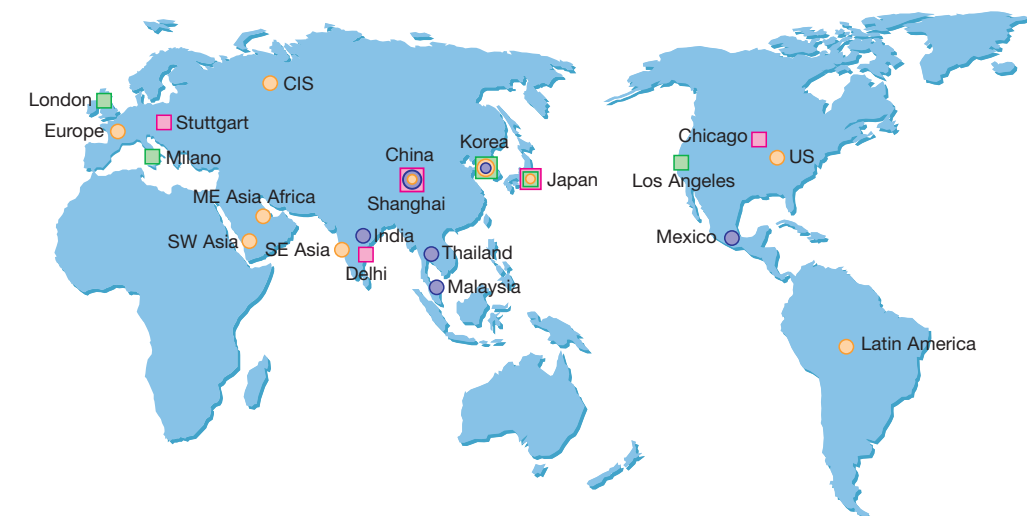 CIS
London
Stuttgart
Europe
Milano
Korea
China
Japan
Shanghai
Chicago
US
Los Angeles
ME Asia Africa
SW Asia
SE Asia
India
Delhi
Thailand
Malaysia
Mexico
Latin America